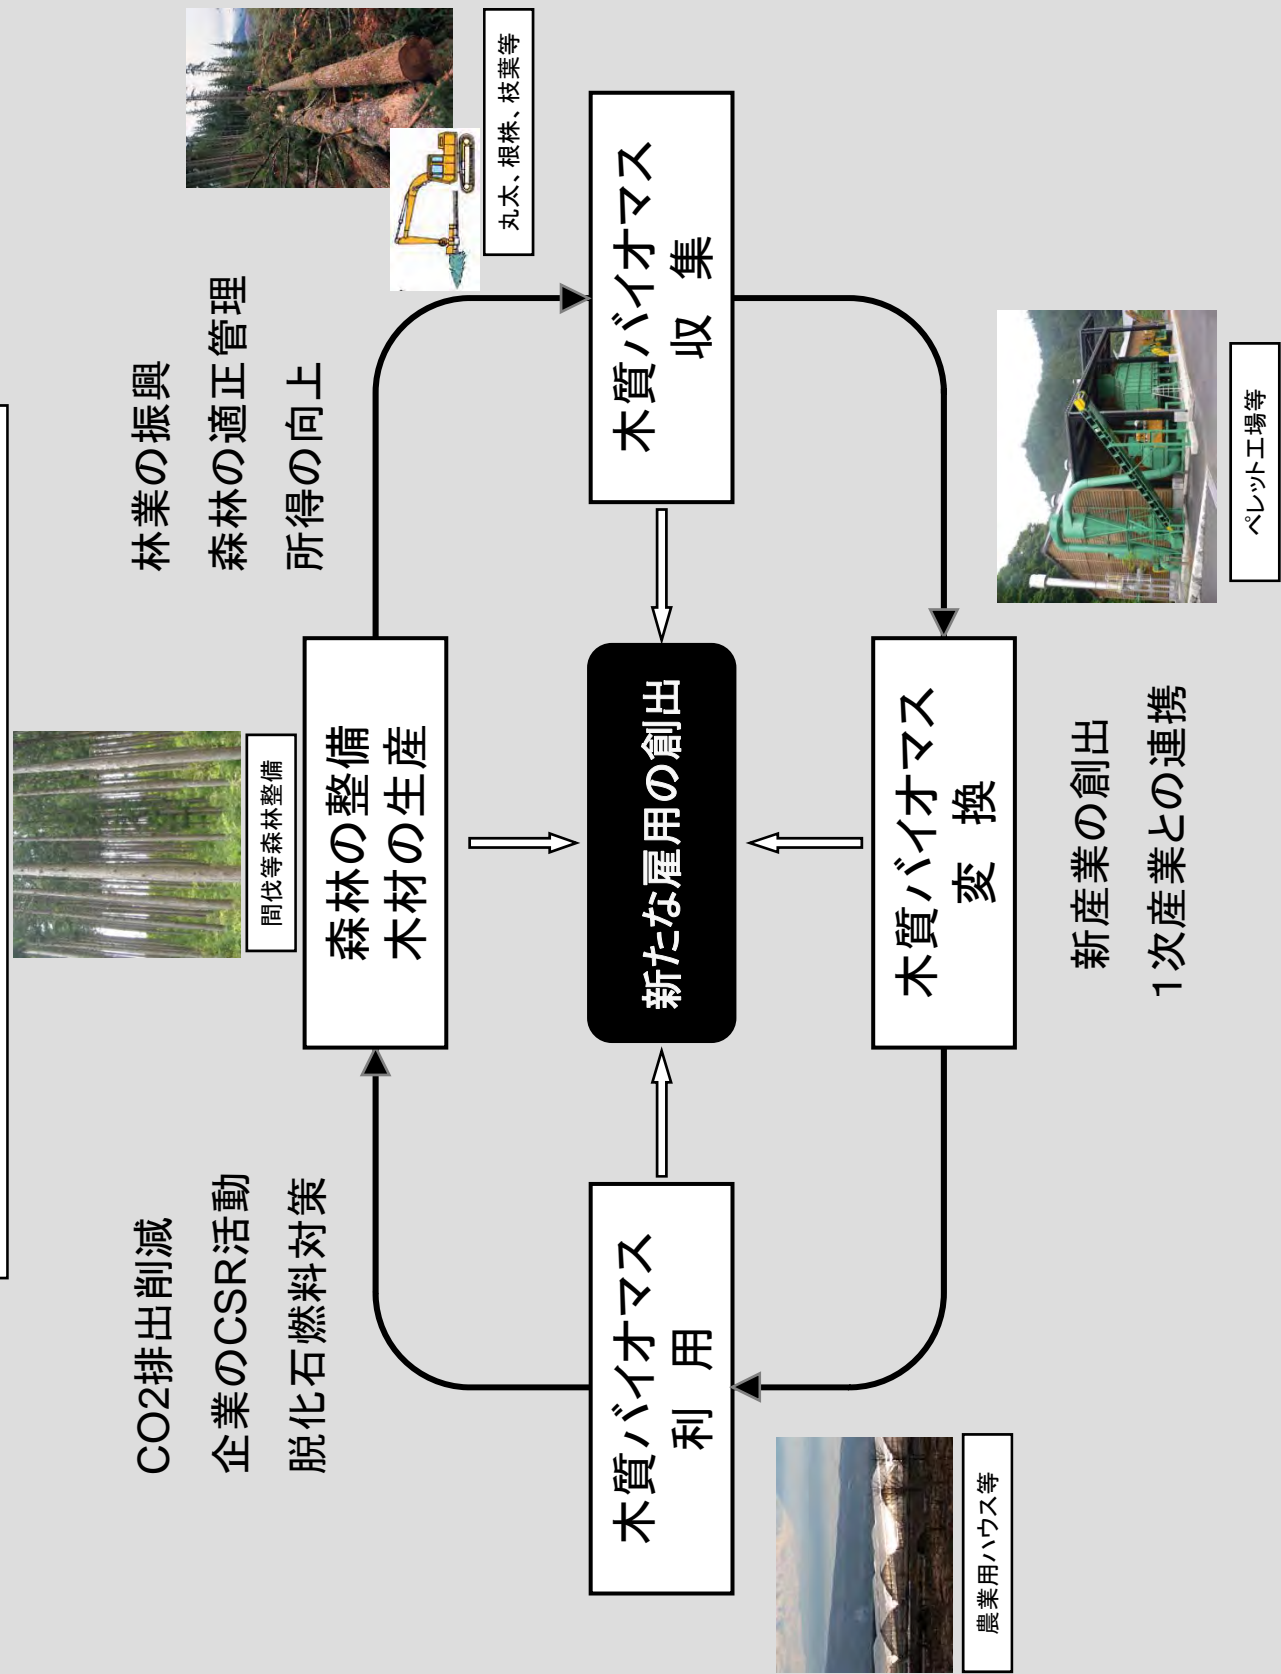 間伐等森林整備
CO2排出削減
企業のCSR活動
脱化石燃料対策
森林の整備
木材の生産
林業の振興
森林の適正管理
所得の向上
丸太、根株、枝葉等
木質バイオマス
利 用
新たな雇用の創出
木質バイオマス
収 集
農業用ハウス等
木質バイオマス
変 換
ペレット工場等
新産業の創出
1次産業との連携